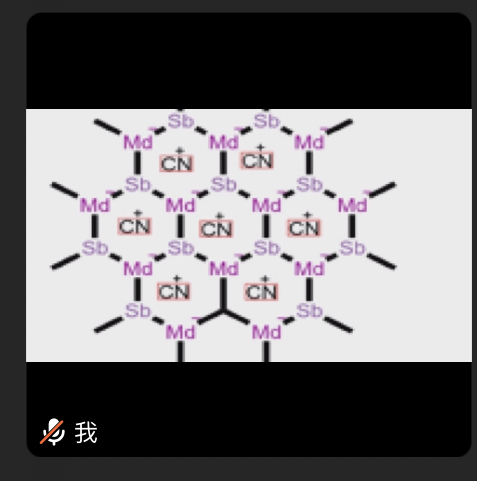 Sb Sb
Md⁻ Md⁻ Md⁻
CN⁺ CN⁺
Sb Sb Sb
Md⁻ Md⁻ Md⁻ Md⁻
CN⁺ CN⁺ CN⁺
Sb Sb Sb Sb
Md⁻ Md Md⁻
CN⁺ CN⁺
Sb Sb
Md⁻ Md⁻
我